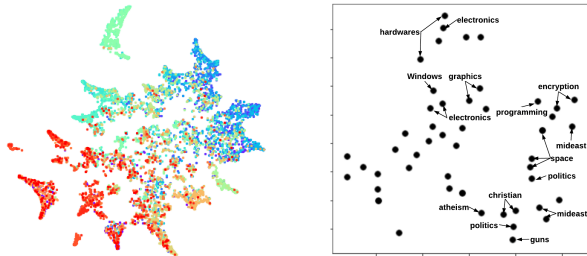 electronics
hardwares
Windows
graphics
encryption
programming
electronics
mideast
space
politics
christian
atheism
mideast
politics
guns